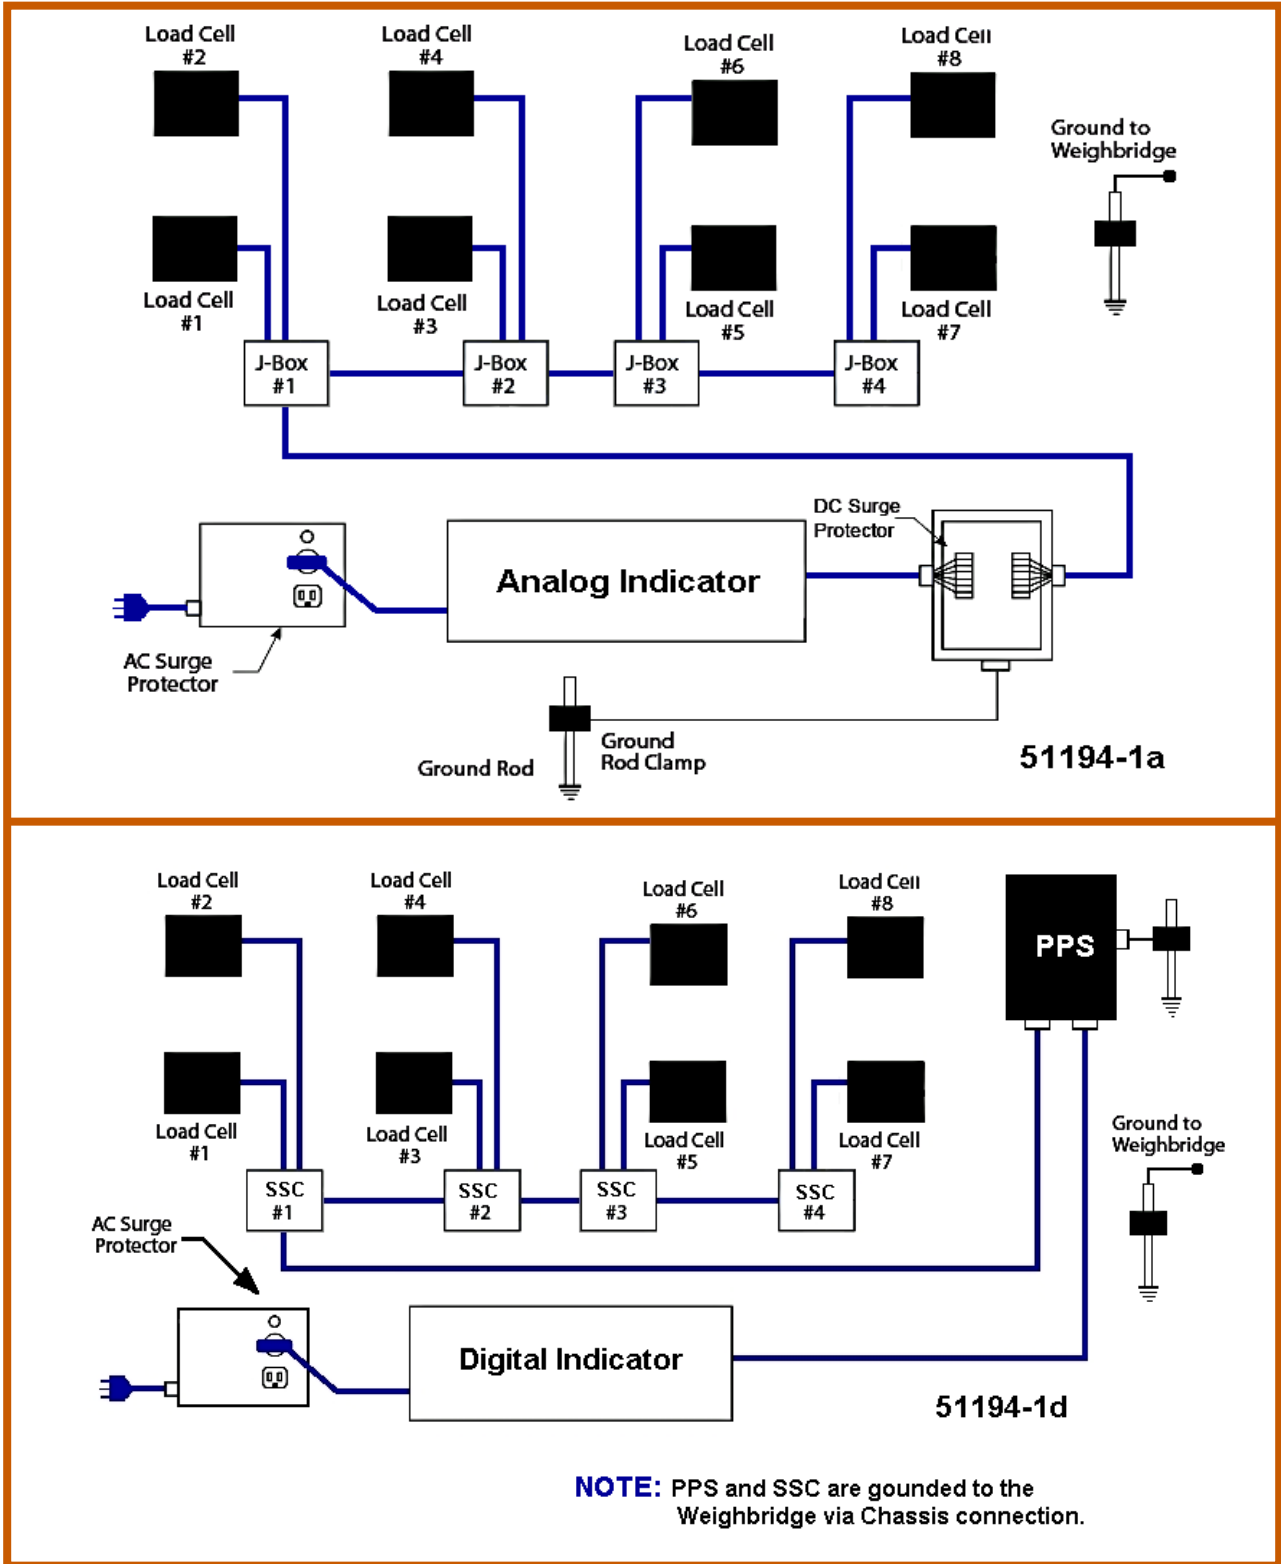 Load Cell
#2
Load Cell
#4
Load Cell
#6
Load Cell
#8
Ground to
Weighbridge
Load Cell
#1
Load Cell
#3
Load Cell
#5
Load Cell
#7
J-Box
#1
J-Box
#2
J-Box
#3
J-Box
#4
DC Surge
Protector
Analog Indicator
AC Surge
Protector
Ground
Rod Clamp
Ground Rod
51194-1a
Load Cell
#2
Load Cell
#4
Load Cell
#6
Load Cell
#8
PPS
Load Cell
#1
Load Cell
#3
Load Cell
#5
Load Cell
#7
Ground to
Weighbridge
SSC
#1
SSC
#2
SSC
#3
SSC
#4
AC Surge
Protector
Digital Indicator
51194-1d
NOTE: PPS and SSC are gounded to the
Weighbridge via Chassis connection.